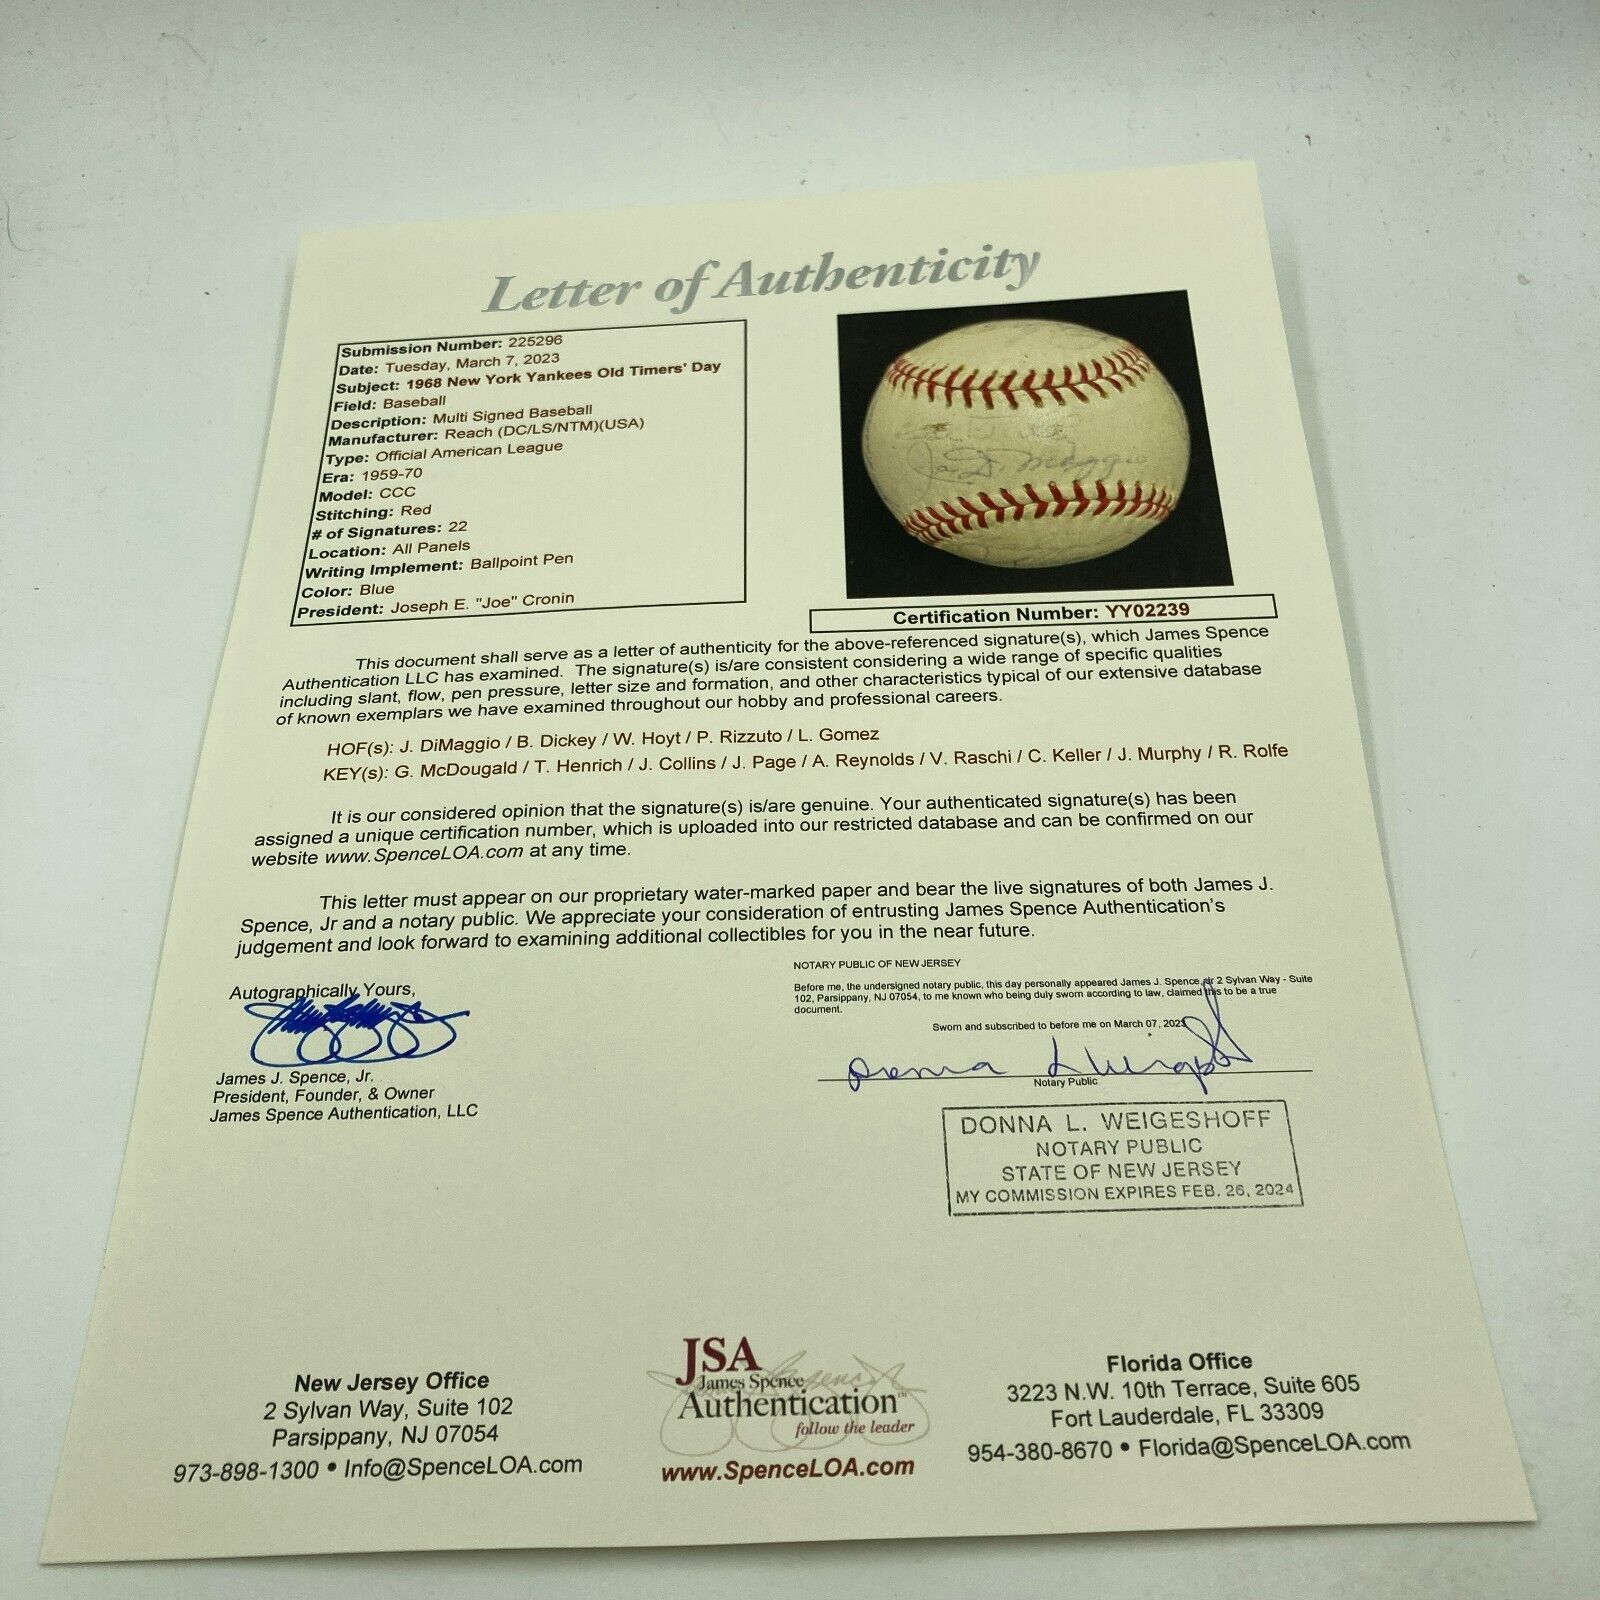 Letter of Authenticity
Submission Number: 225296
Date: Tuesday, March 7, 2023
Subject: 1968 New York Yankees Old Timers' Day
Field: Baseball
Description: Multi Signed Baseball
Manufacturer: Reach (DC/LS/NTM)(USA)
Type: Official American League
Era: 1959-70
Model: CCC
Stitching: Red
# of Signatures: 22
Location: All Panels
Writing Implement: Ballpoint Pen
Color: Blue
President: Joseph E. "Joe" Cronin
Joe DiMaggio
Certification Number: YY02239
This document shall serve as a letter of authenticity for the above-referenced signature(s), which James Spence
Authentication LLC has examined. The signature(s) is/are consistent considering a wide range of specific qualities
including slant, flow, pen pressure, letter size and formation, and other characteristics typical of our extensive database
of known exemplars we have examined throughout our hobby and professional careers.
HOF(s): J. DiMaggio / B. Dickey / W. Hoyt / P. Rizzuto / L. Gomez
KEY(s): G. McDougald / T. Henrich / J. Collins / J. Page / A. Reynolds / V. Raschi / C. Keller / J. Murphy / R. Rolfe
It is our considered opinion that the signature(s) is/are genuine. Your authenticated signature(s) has been
assigned a unique certification number, which is uploaded into our restricted database and can be confirmed on our
website www.SpenceLOA.com at any time.
This letter must appear on our proprietary water-marked paper and bear the live signatures of both James J.
Spence, Jr and a notary public. We appreciate your consideration of entrusting James Spence Authentication's
judgement and look forward to examining additional collectibles for you in the near future.
Autographically Yours,
James J. Spence, Jr.
President, Founder, & Owner
James Spence Authentication, LLC
NOTARY PUBLIC OF NEW JERSEY
Before me, the undersigned notary public, this day personally appeared James J. Spence, Jr 2 Sylvan Way - Suite
102, Parsippany, NJ 07054, to me known who being duly sworn according to law, claimed this to be a true
document.
Sworn and subscribed to before me on March 07, 2023
Donna L Weigeshoff
Notary Public
DONNA L. WEIGESHOFF
NOTARY PUBLIC
STATE OF NEW JERSEY
MY COMMISSION EXPIRES FEB. 26, 2024
New Jersey Office
2 Sylvan Way, Suite 102
Parsippany, NJ 07054
973-898-1300 • Info@SpenceLOA.com
JSA
James Spence
Authentication™
follow the leader
www.SpenceLOA.com
Florida Office
3223 N.W. 10th Terrace, Suite 605
Fort Lauderdale, FL 33309
954-380-8670 • Florida@SpenceLOA.com